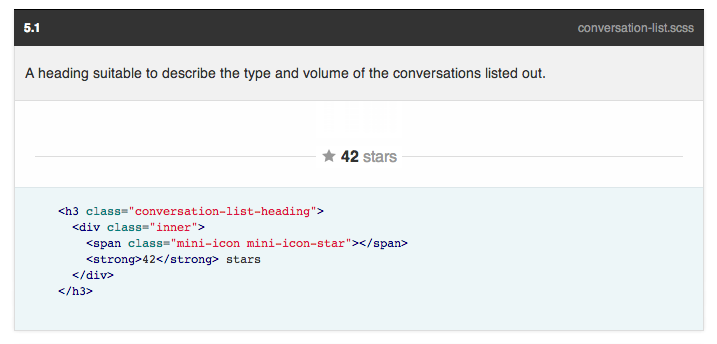 5.1 conversation-list.scss
A heading suitable to describe the type and volume of the conversations listed out.
42 stars
<h3 class="conversation-list-heading">
  <div class="inner">
    <span class="mini-icon mini-icon-star"></span>
    <strong>42</strong> stars
  </div>
</h3>